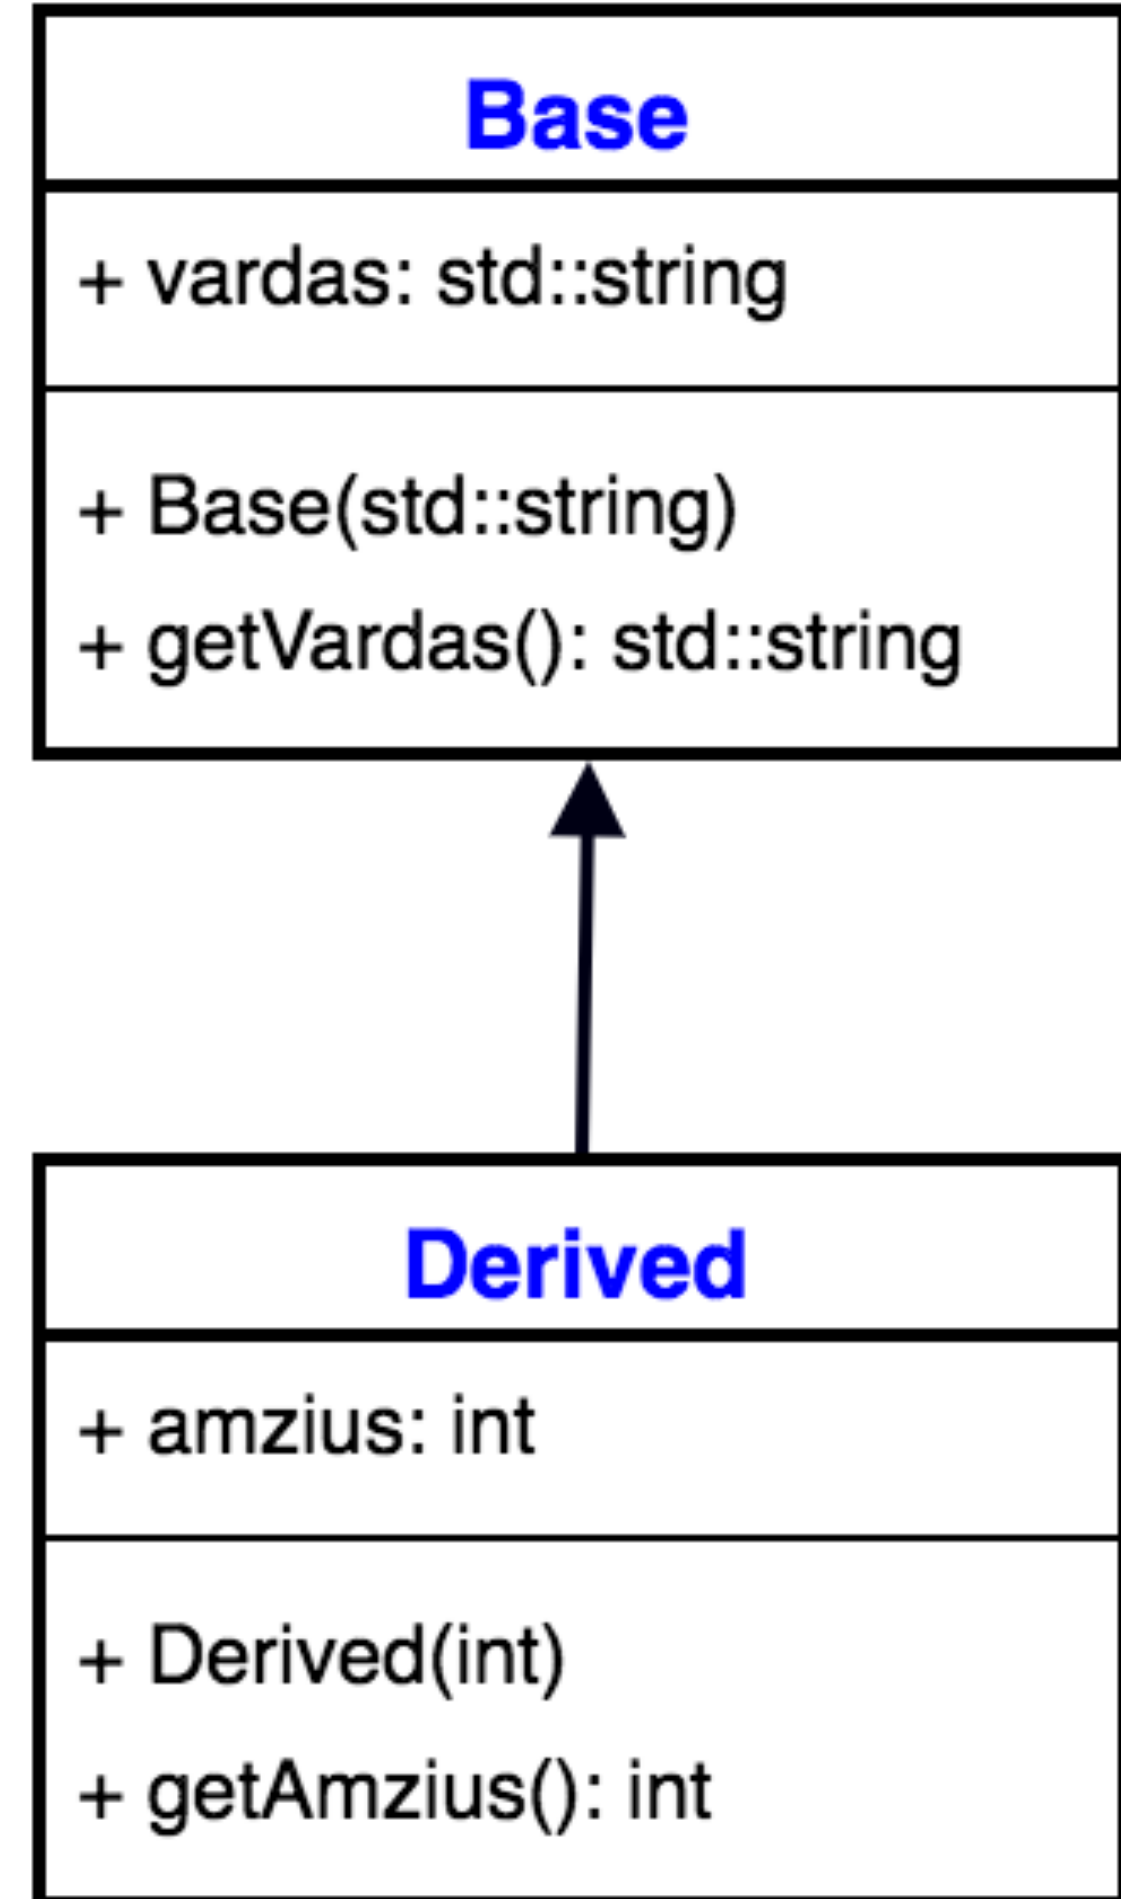 Base
+ vardas: std::string
+ Base(std::string)
+ getVardas(): std::string
Derived
+ amzius: int
+ Derived(int)
+ getAmzius(): int